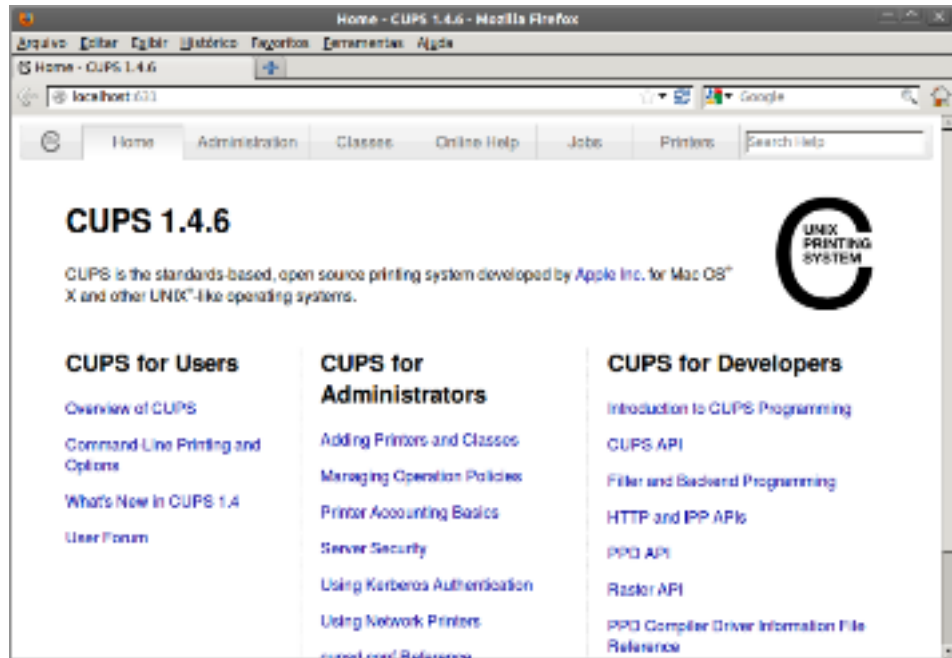 Home - CUPS 1.4.6 - Mozilla Firefox
Arquivo Editar Exibir Histórico Favoritos Ferramentas Ajuda
Home - CUPS 1.4.6
localhost:631
Google
Home Administration Classes Online Help Jobs Printers Search Help
CUPS 1.4.6
UNIX
PRINTING
SYSTEM
CUPS is the standards-based, open source printing system developed by Apple Inc. for Mac OS®
X and other UNIX®-like operating systems.
CUPS for Users
Overview of CUPS
Command-Line Printing and
Options
What's New in CUPS 1.4
User Forum
CUPS for
Administrators
Adding Printers and Classes
Managing Operation Policies
Printer Accounting Basics
Server Security
Using Kerberos Authentication
Using Network Printers
cupsd.conf Reference
CUPS for Developers
Introduction to CUPS Programming
CUPS API
Filter and Backend Programming
HTTP and IPP APIs
PPD API
Raster API
PPD Compiler Driver Information File
Reference